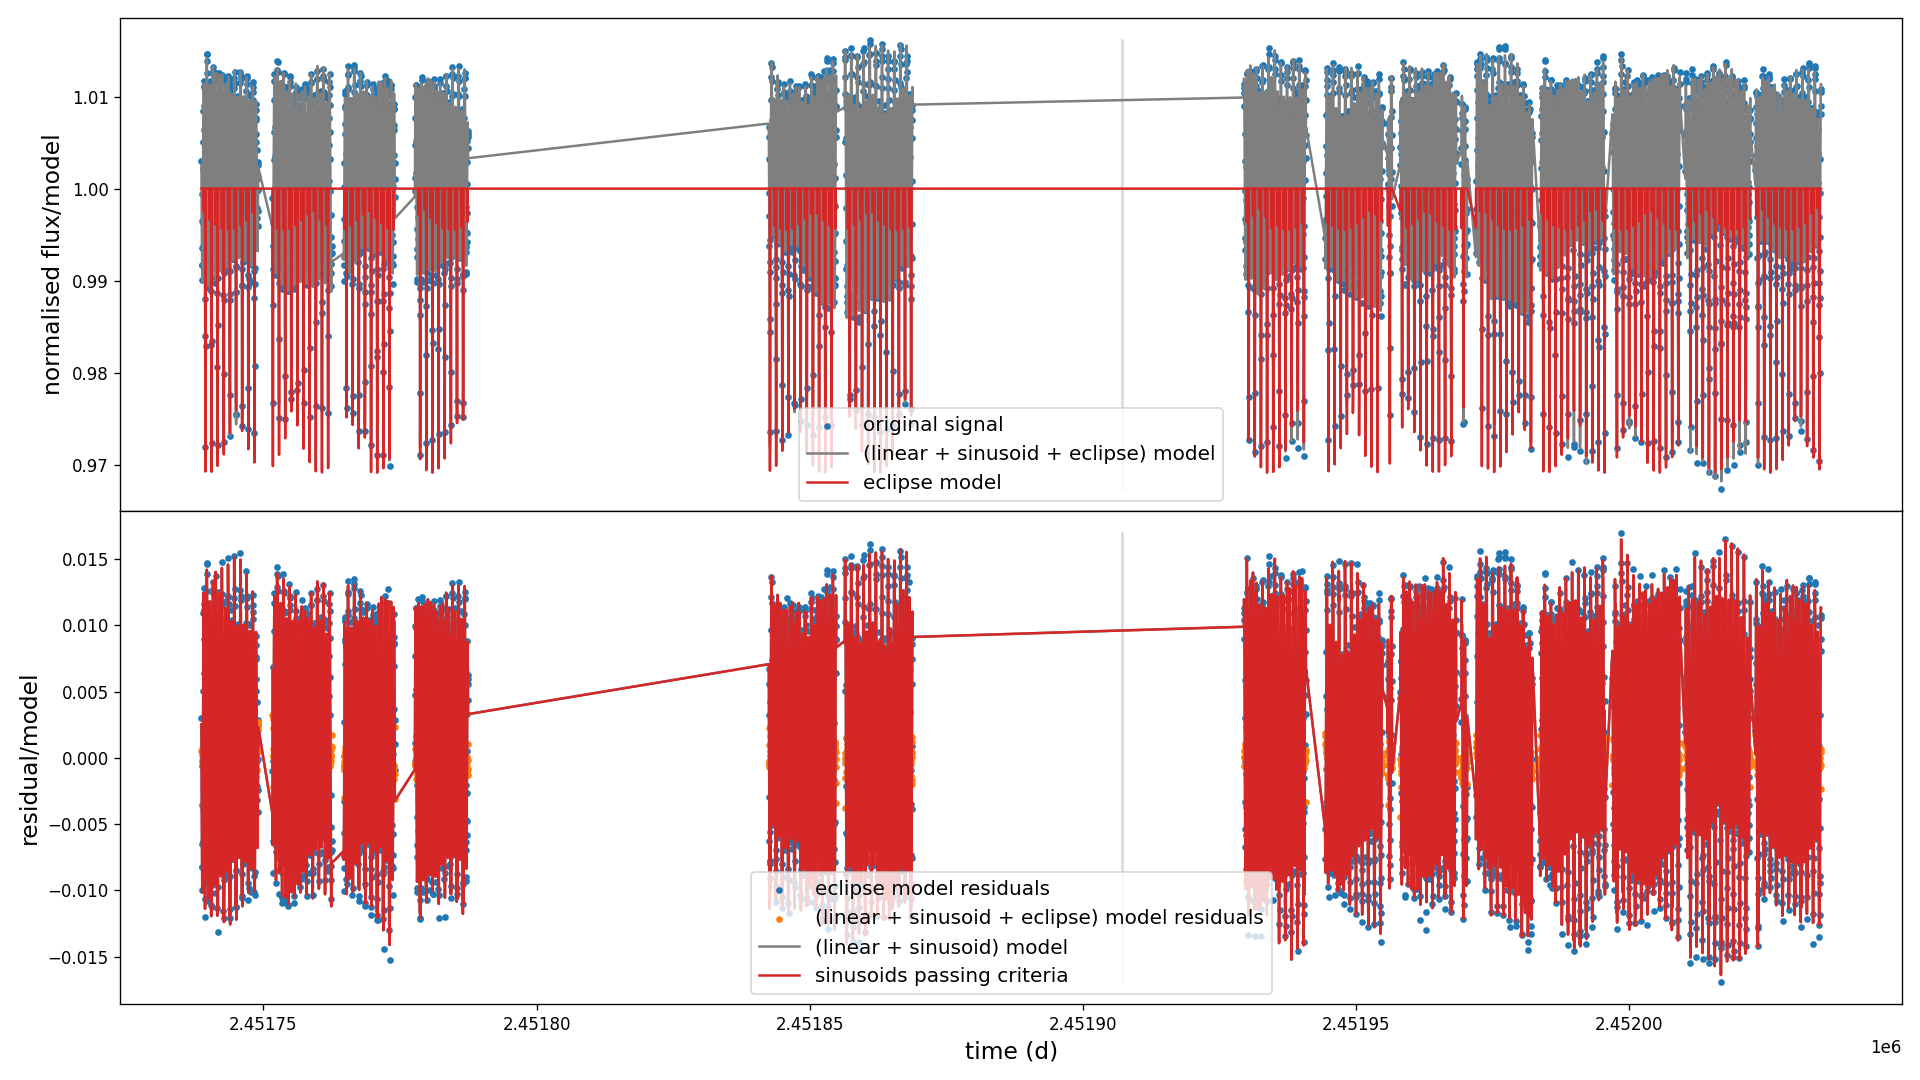 normalised flux/model
1.01
1.00
0.99
0.98
0.97
original signal
(linear + sinusoid + eclipse) model
eclipse model
residual/model
0.015
0.010
0.005
0.000
−0.005
−0.010
−0.015
eclipse model residuals
(linear + sinusoid + eclipse) model residuals
(linear + sinusoid) model
sinusoids passing criteria
2.45175 2.45180 2.45185 2.45190 2.45195 2.45200
1e6
time (d)